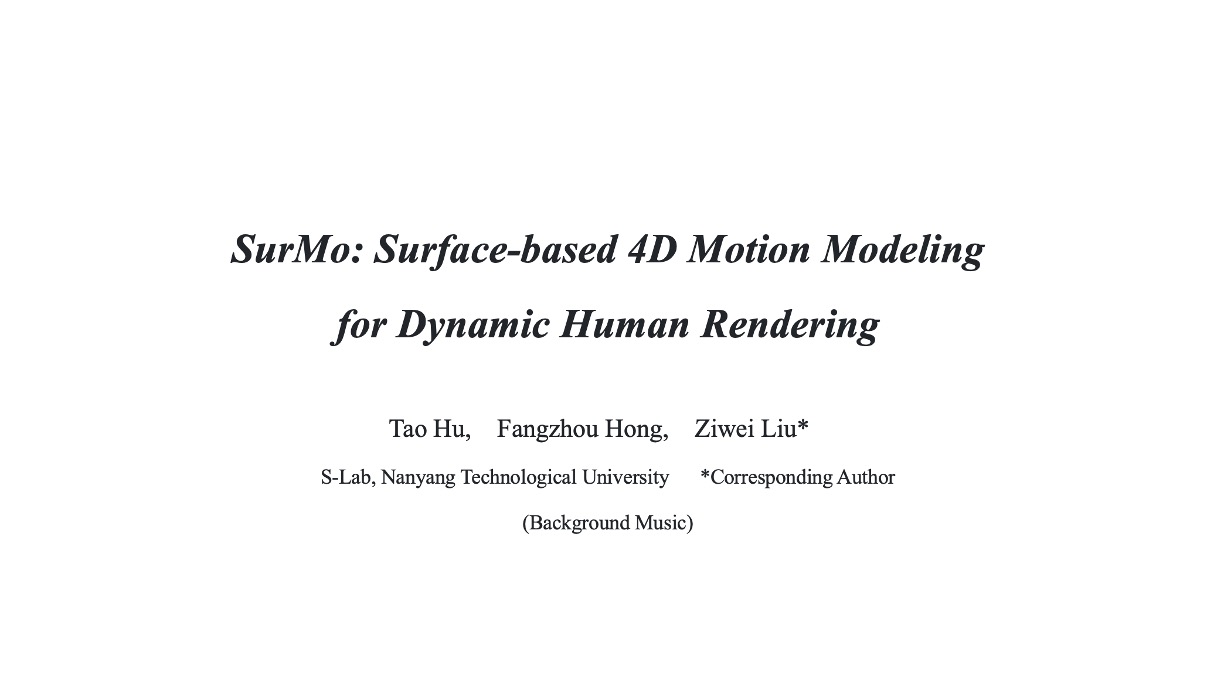 SurMo: Surface-based 4D Motion Modeling
for Dynamic Human Rendering
Tao Hu, Fangzhou Hong, Ziwei Liu*
S-Lab, Nanyang Technological University *Corresponding Author
(Background Music)